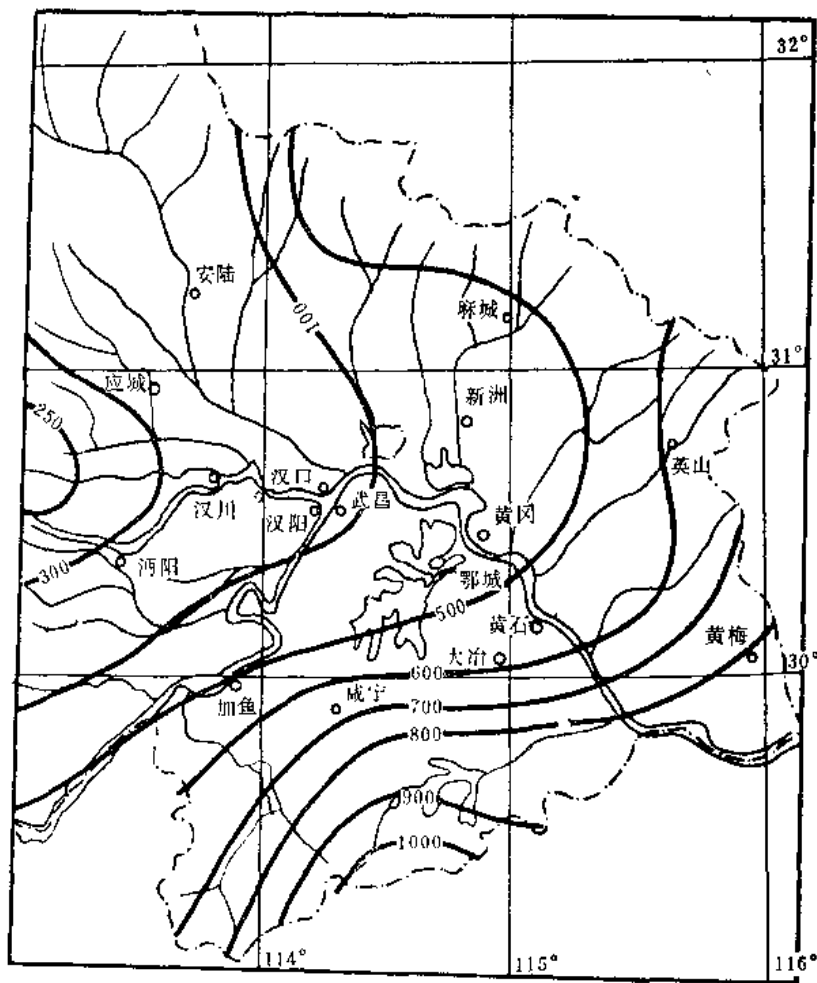 32°
安陆
100
麻城
31°
应城
新洲
250
英山
汉口
汉川
汉阳
武昌
黄冈
沔阳
300
鄂城
500
黄石
黄梅
大冶
600
30°
加鱼
咸宁
700
800
900
1000
114°
115°
116°